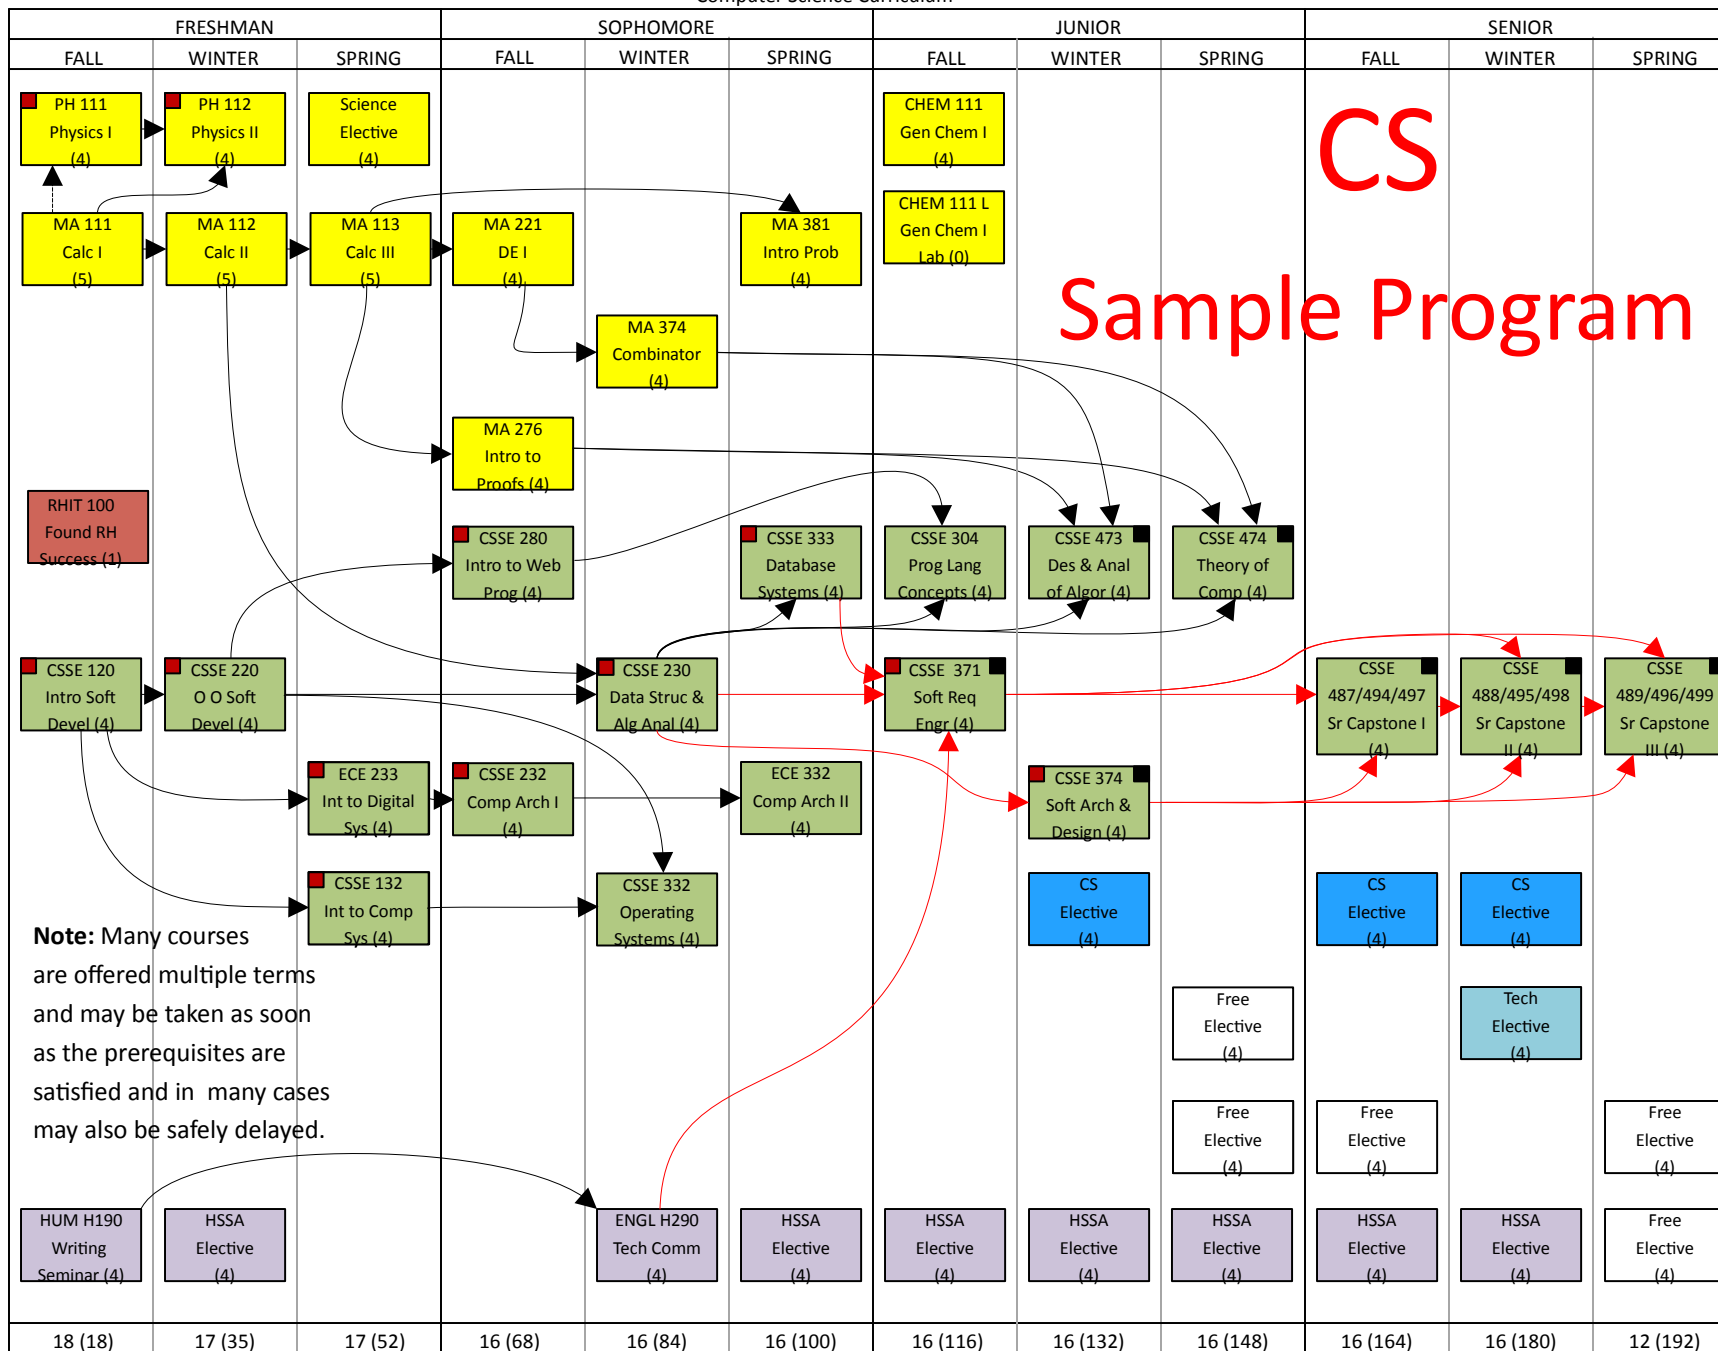 Computer Science Curriculum
FRESHMAN
SOPHOMORE
JUNIOR
SENIOR
FALL
WINTER
SPRING
FALL
WINTER
SPRING
FALL
WINTER
SPRING
FALL
WINTER
SPRING
PH 111
Physics I
(4)
PH 112
Physics II
(4)
Science
Elective
(4)
CHEM 111
Gen Chem I
(4)
CS
CHEM 111 L
Gen Chem I
Lab (0)
MA 111
Calc I
(5)
MA 112
Calc II
(5)
MA 113
Calc III
(5)
MA 221
DE I
(4)
MA 381
Intro Prob
(4)
Sample Program
MA 374
Combinator
(4)
MA 276
Intro to
Proofs (4)
RHIT 100
Found RH
Success (1)
CSSE 280
Intro to Web
Prog (4)
CSSE 333
Database
Systems (4)
CSSE 304
Prog Lang
Concepts (4)
CSSE 473
Des & Anal
of Algor (4)
CSSE 474
Theory of
Comp (4)
CSSE 120
Intro Soft
Devel (4)
CSSE 220
O O Soft
Devel (4)
CSSE 230
Data Struc &
Alg Anal (4)
CSSE 371
Soft Req
Engr (4)
CSSE
487/494/497
Sr Capstone I
(4)
CSSE
488/495/498
Sr Capstone
II (4)
CSSE
489/496/499
Sr Capstone
III (4)
ECE 233
Int to Digital
Sys (4)
CSSE 232
Comp Arch I
(4)
ECE 332
Comp Arch II
(4)
CSSE 374
Soft Arch &
Design (4)
CSSE 132
Int to Comp
Sys (4)
CSSE 332
Operating
Systems (4)
CS
Elective
(4)
CS
Elective
(4)
CS
Elective
(4)
Note: Many courses
are offered multiple terms
and may be taken as soon
as the prerequisites are
satisfied and in many cases
may also be safely delayed.
Free
Elective
(4)
Tech
Elective
(4)
Free
Elective
(4)
Free
Elective
(4)
Free
Elective
(4)
HUM H190
Writing
Seminar (4)
HSSA
Elective
(4)
ENGL H290
Tech Comm
(4)
HSSA
Elective
(4)
HSSA
Elective
(4)
HSSA
Elective
(4)
HSSA
Elective
(4)
HSSA
Elective
(4)
HSSA
Elective
(4)
Free
Elective
(4)
18 (18)
17 (35)
17 (52)
16 (68)
16 (84)
16 (100)
16 (116)
16 (132)
16 (148)
16 (164)
16 (180)
12 (192)